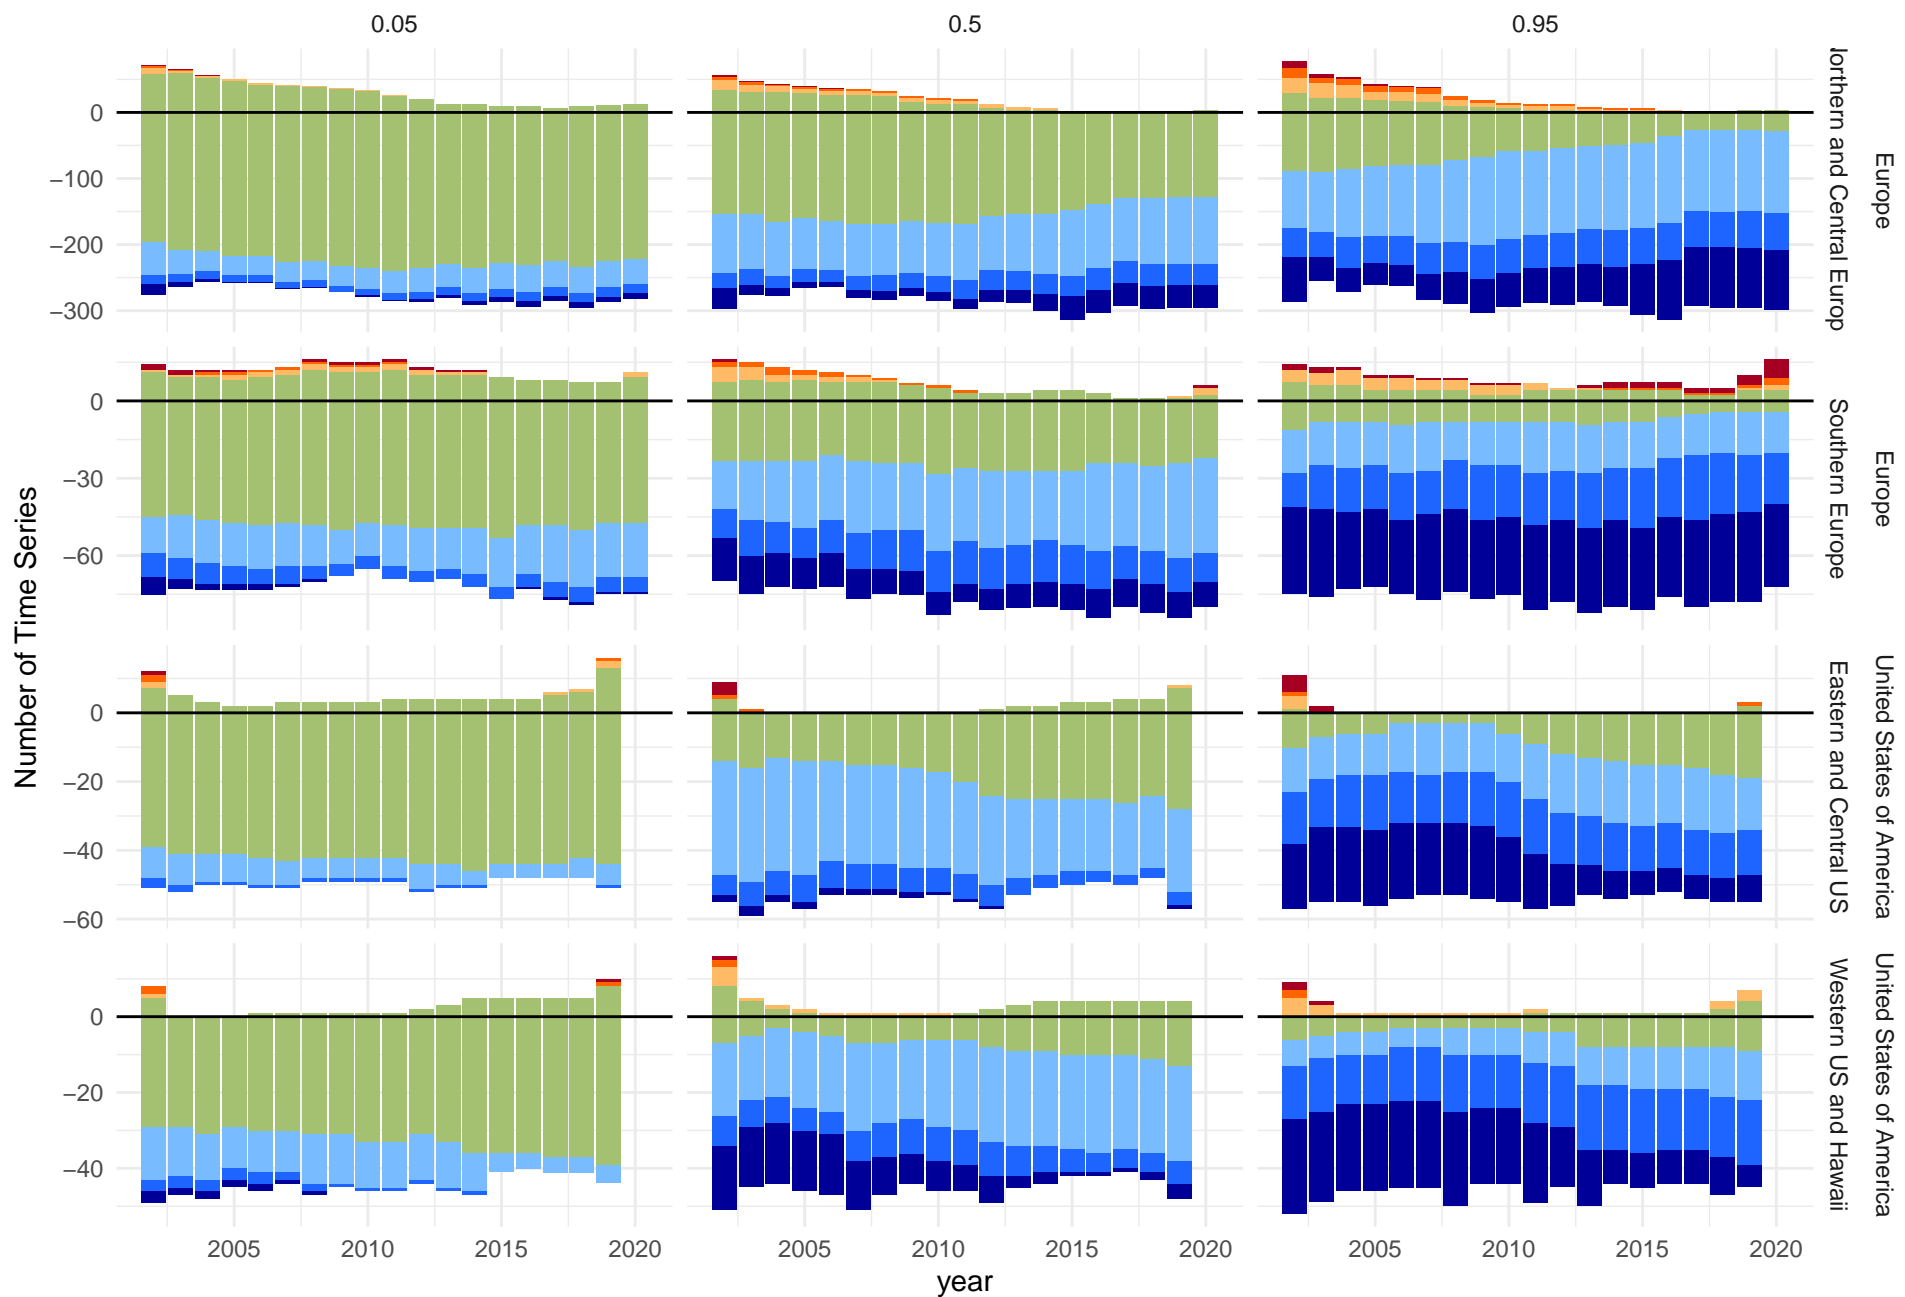 0.05 0.5 0.95
0
−100
−200
−300
orthern and Central Europ
Europe
0
−30
−60
Southern Europe
Europe
0
−20
−40
−60
Eastern and Central US
United States of America
0
−20
−40
Western US and Hawaii
United States of America
Number of Time Series
2005 2010 2015 2020 2005 2010 2015 2020 2005 2010 2015 2020
year